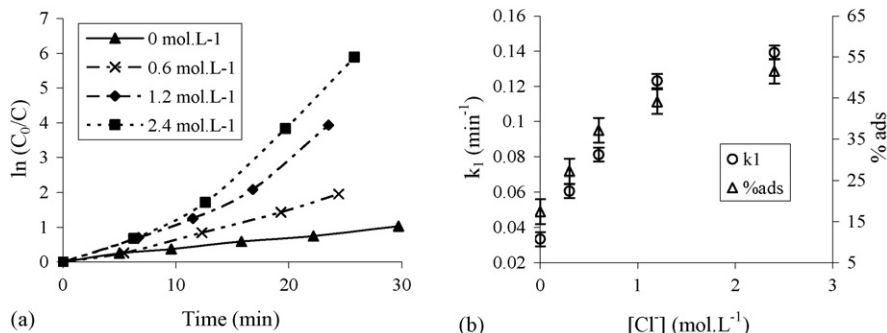 7
6
5
4
3
2
1
0
ln (C₀/C)
0 mol.L-1
0.6 mol.L-1
1.2 mol.L-1
2.4 mol.L-1
0 10 20 30
Time (min)
(a)
0.16
0.14
0.12
0.1
0.08
0.06
0.04
0.02
k₁ (min⁻¹)
k1
%ads
65
55
45
35
25
15
5
% ads
0 1 2 3
[Cl⁻] (mol.L⁻¹)
(b)